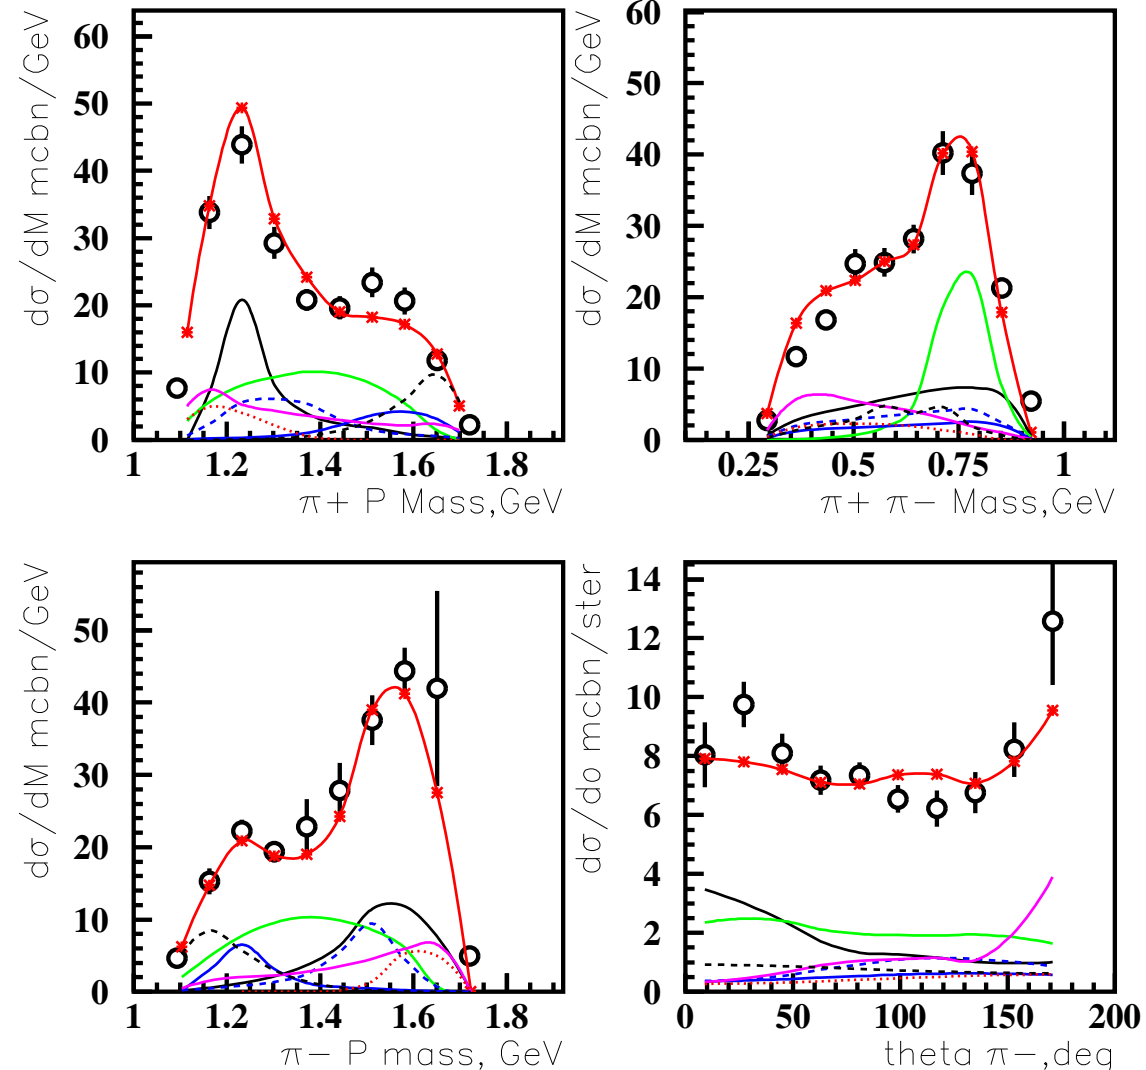 dσ/dM mcbn/GeV
60
50
40
30
20
10
0
1 1.2 1.4 1.6 1.8
π+ P Mass,GeV
dσ/dM mcbn/GeV
60
50
40
30
20
10
0
0.25 0.5 0.75 1
π+ π− Mass,GeV
dσ/dM mcbn/GeV
50
40
30
20
10
0
1 1.2 1.4 1.6 1.8
π− P mass, GeV
dσ/do mcbn/ster
14
12
10
8
6
4
2
0
0 50 100 150 200
theta π−,deg